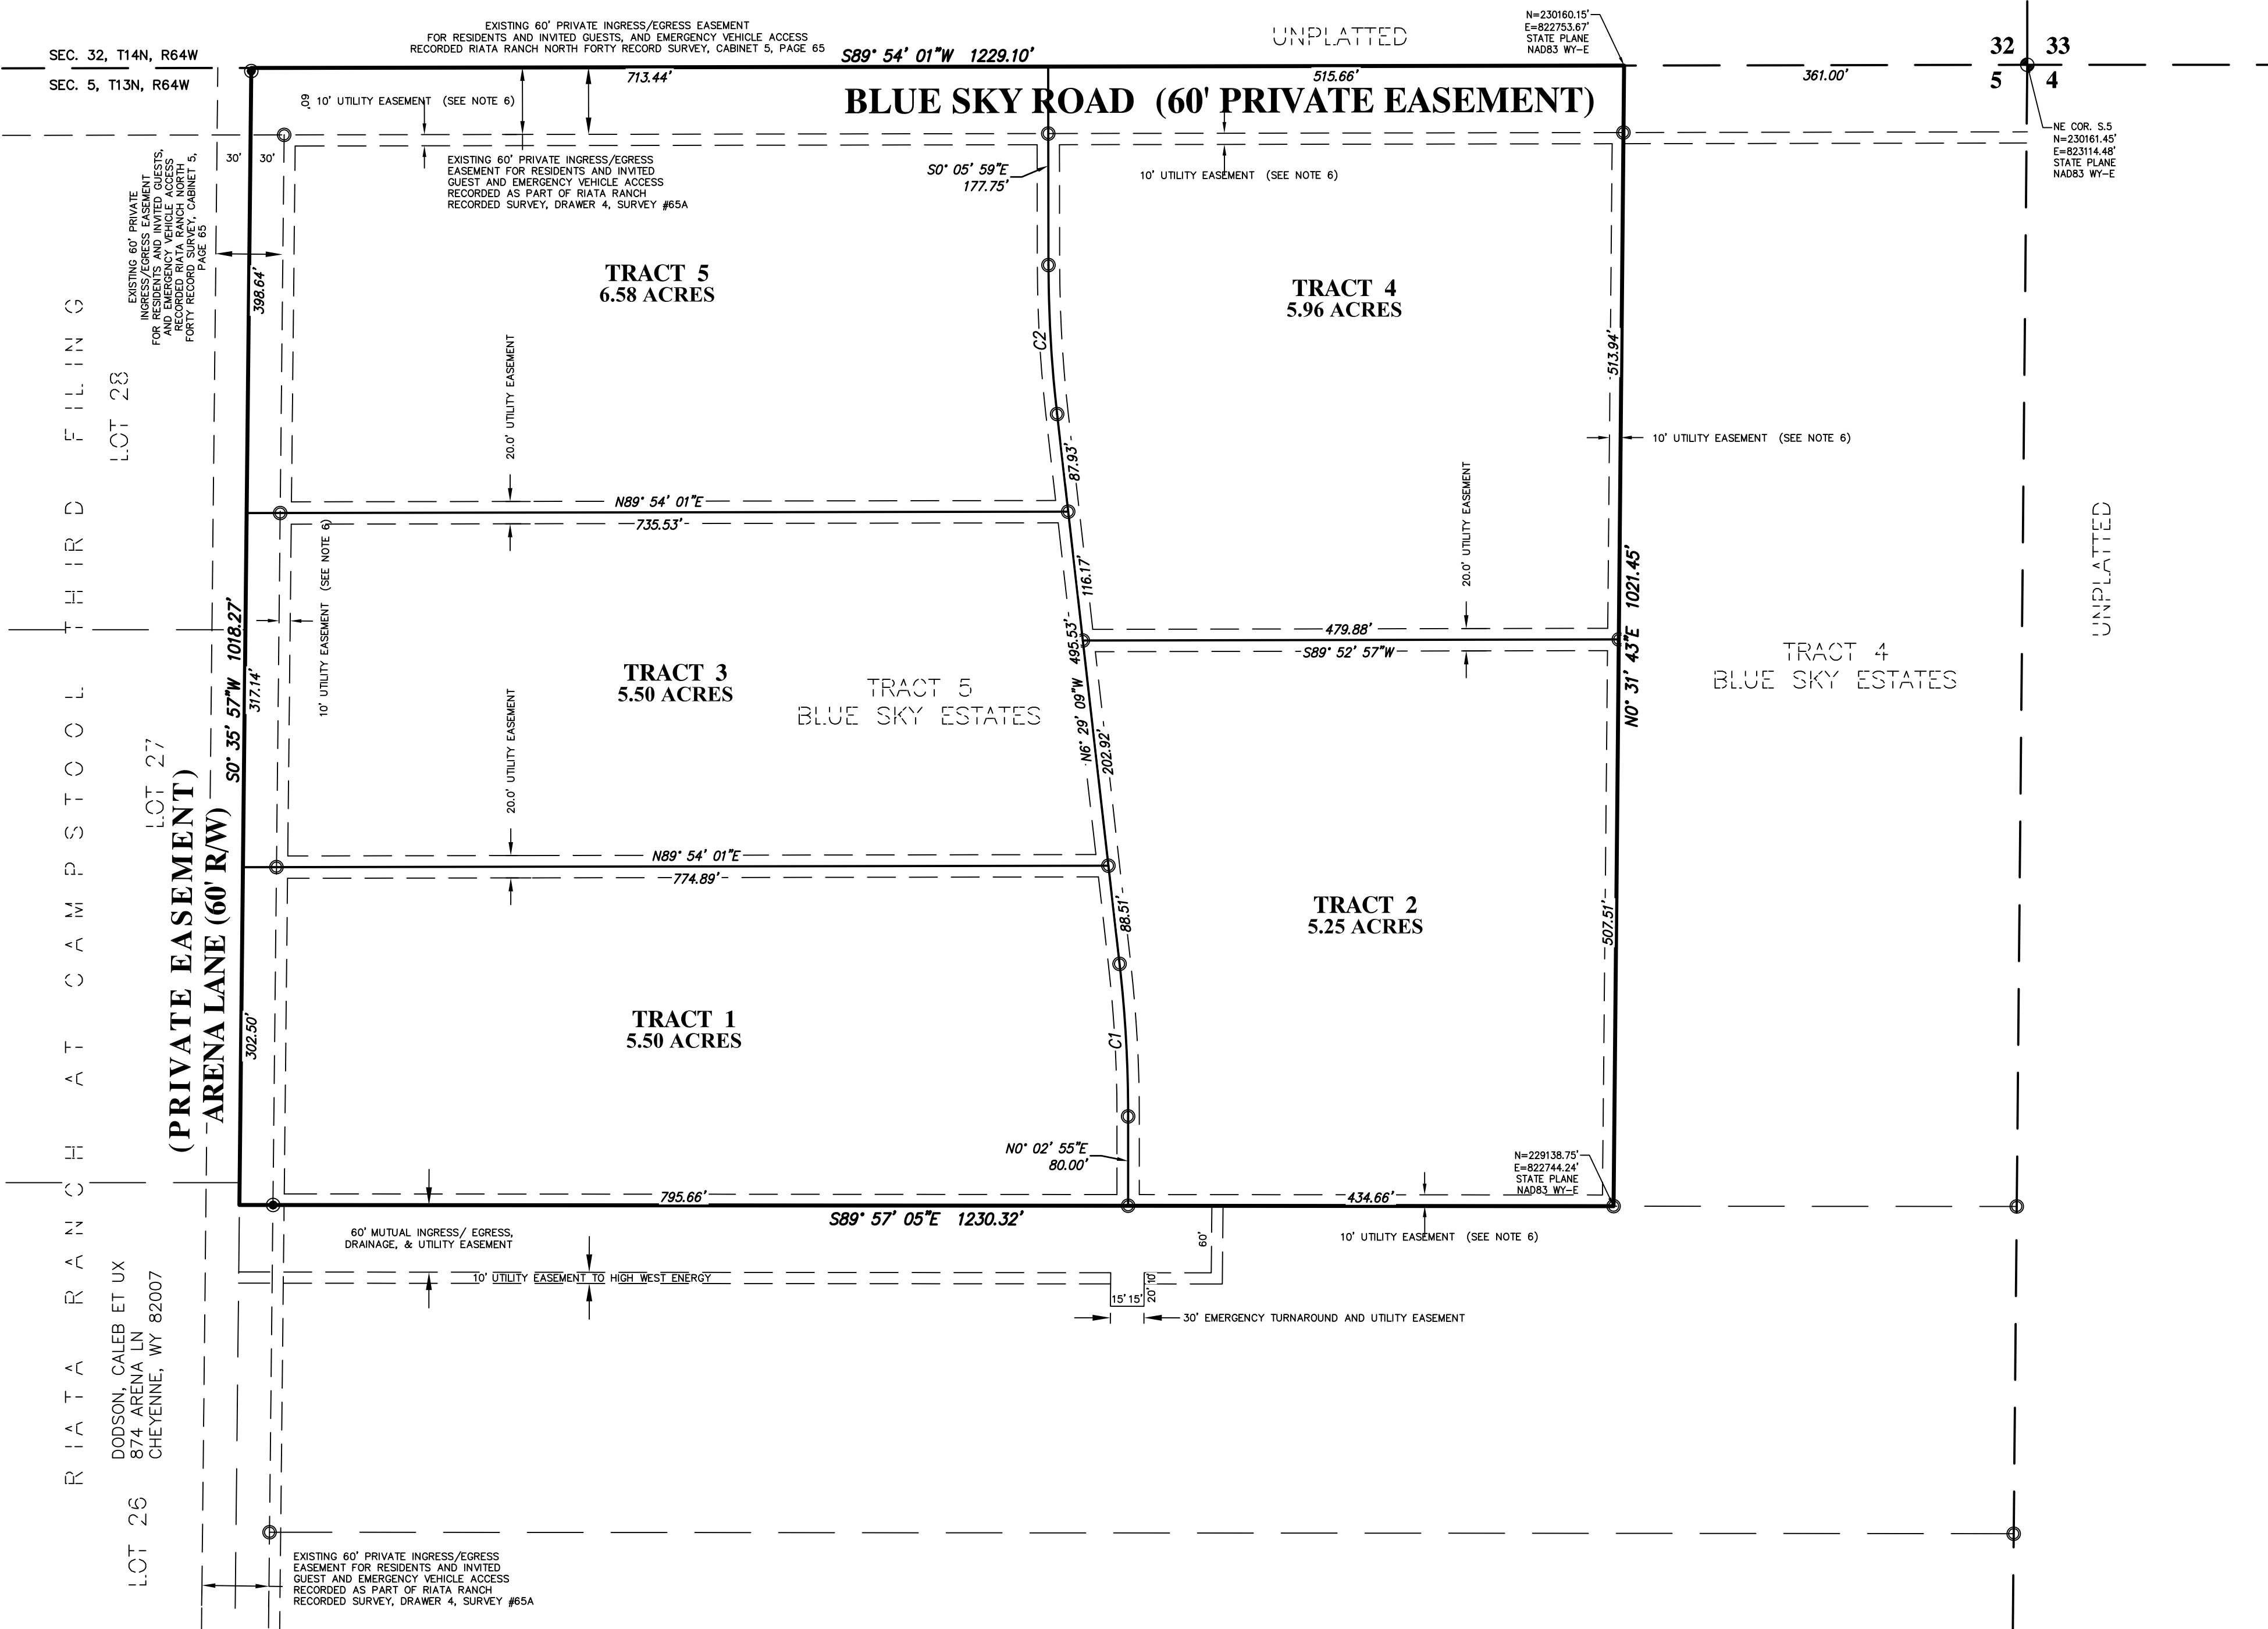 EXISTING 60' PRIVATE INGRESS/EGRESS EASEMENT
FOR RESIDENTS AND INVITED GUESTS, AND EMERGENCY VEHICLE ACCESS
RECORDED RIATA RANCH NORTH FORTY RECORD SURVEY, CABINET 5, PAGE 65
UNPLATTED
N=230160.15'
E=822753.67'
STATE PLANE
NAD83 WY-E
SEC. 32, T14N, R64W
SEC. 5, T13N, R64W
S89° 54' 01"W 1229.10'
32 33
5 4
713.44'
515.66'
361.00'
60'
10' UTILITY EASEMENT (SEE NOTE 6)
BLUE SKY ROAD (60' PRIVATE EASEMENT)
NE COR. S.5
N=230161.45'
E=823114.48'
STATE PLANE
NAD83 WY-E
30' 30'
EXISTING 60' PRIVATE INGRESS/EGRESS
EASEMENT FOR RESIDENTS AND INVITED
GUEST AND EMERGENCY VEHICLE ACCESS
RECORDED AS PART OF RIATA RANCH
RECORDED SURVEY, DRAWER 4, SURVEY #65A
S0° 05' 59"E
177.75'
10' UTILITY EASEMENT (SEE NOTE 6)
EXISTING 60' PRIVATE
INGRESS/EGRESS EASEMENT
FOR RESIDENTS AND INVITED GUESTS,
AND EMERGENCY VEHICLE ACCESS
RECORDED RIATA RANCH NORTH
FORTY RECORD SURVEY, CABINET 5,
PAGE 65
398.64'
TRACT 5
6.58 ACRES
TRACT 4
5.96 ACRES
C2
513.94'
LOT 28
20.0' UTILITY EASEMENT
87.93'
10' UTILITY EASEMENT (SEE NOTE 6)
20.0' UTILITY EASEMENT
N89° 54' 01"E
735.53'
10' UTILITY EASEMENT (SEE NOTE 6)
116.17'
UNPLATTED
RIATA RANCH AT CAMPSTOOL THIRD FILING
S0° 35' 57"W 1018.27'
317.14'
479.88'
S89° 52' 57"W
N0° 31' 43"E 1021.45'
TRACT 3
5.50 ACRES
TRACT 5
BLUE SKY ESTATES
N6° 29' 09"W 495.53'
202.92'
TRACT 4
BLUE SKY ESTATES
LOT 27
20.0' UTILITY EASEMENT
(PRIVATE EASEMENT)
ARENA LANE (60' R/W)
N89° 54' 01"E
774.89'
88.51'
TRACT 2
5.25 ACRES
507.51'
302.50'
TRACT 1
5.50 ACRES
C1
N0° 02' 55"E
80.00'
N=229138.75'
E=822744.24'
STATE PLANE
NAD83 WY-E
795.66'
434.66'
S89° 57' 05"E 1230.32'
60' MUTUAL INGRESS/ EGRESS,
DRAINAGE, & UTILITY EASEMENT
60'
10' UTILITY EASEMENT (SEE NOTE 6)
10' UTILITY EASEMENT TO HIGH WEST ENERGY
15' 15'
20' 10'
30' EMERGENCY TURNAROUND AND UTILITY EASEMENT
DODSON, CALEB ET UX
874 ARENA LN
CHEYENNE, WY 82007
LOT 26
EXISTING 60' PRIVATE INGRESS/EGRESS
EASEMENT FOR RESIDENTS AND INVITED
GUEST AND EMERGENCY VEHICLE ACCESS
RECORDED AS PART OF RIATA RANCH
RECORDED SURVEY, DRAWER 4, SURVEY #65A